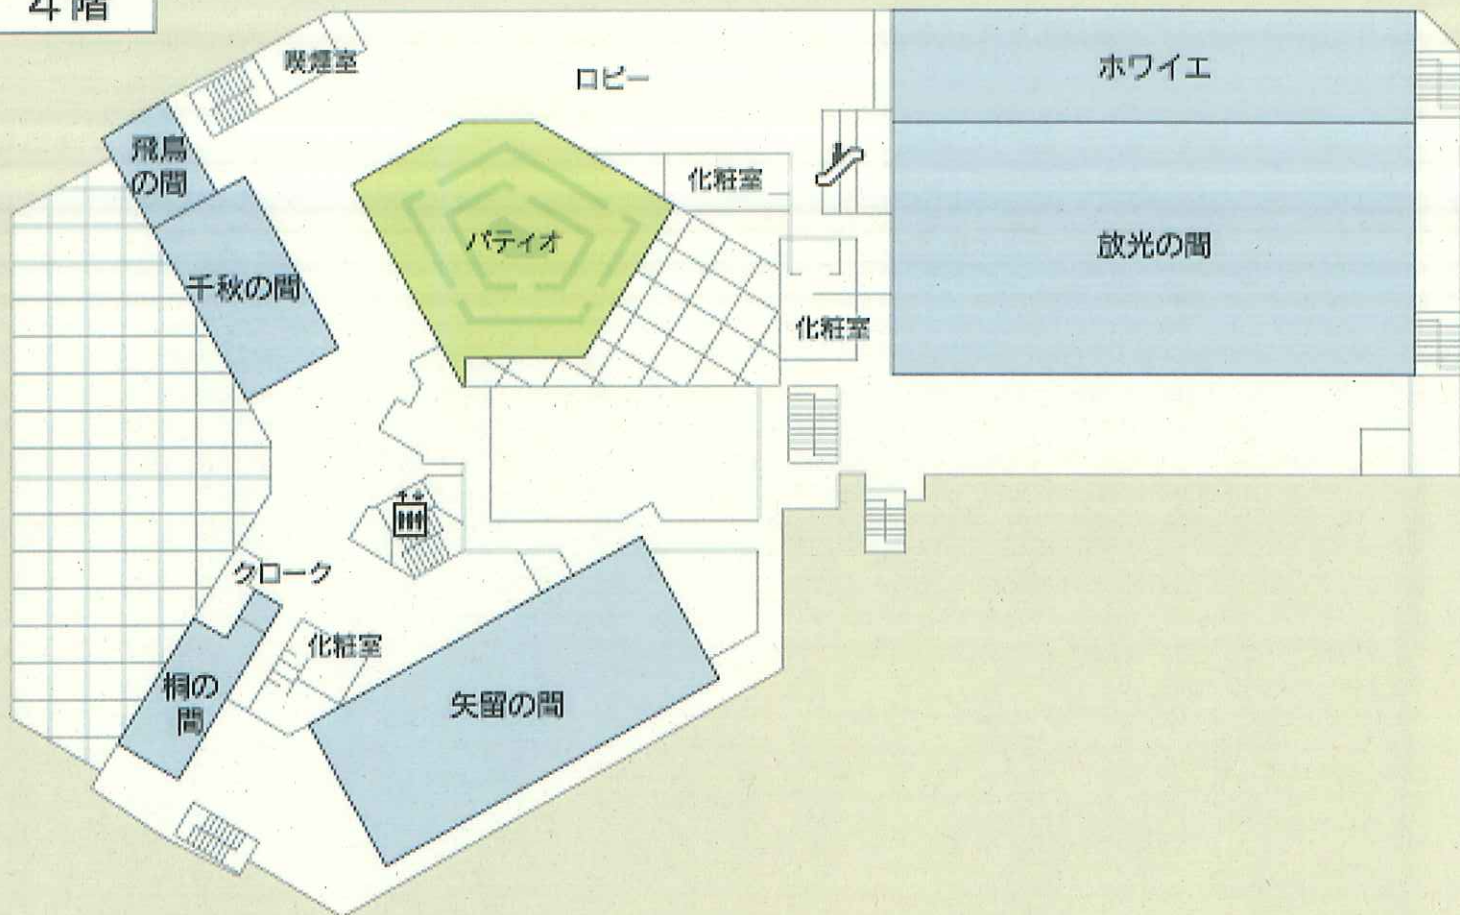 4階
喫煙室
ロビー
ホワイエ
飛鳥
の間
化粧室
パティオ
放光の間
千秋の間
化粧室
クローク
化粧室
桐の
間
矢留の間